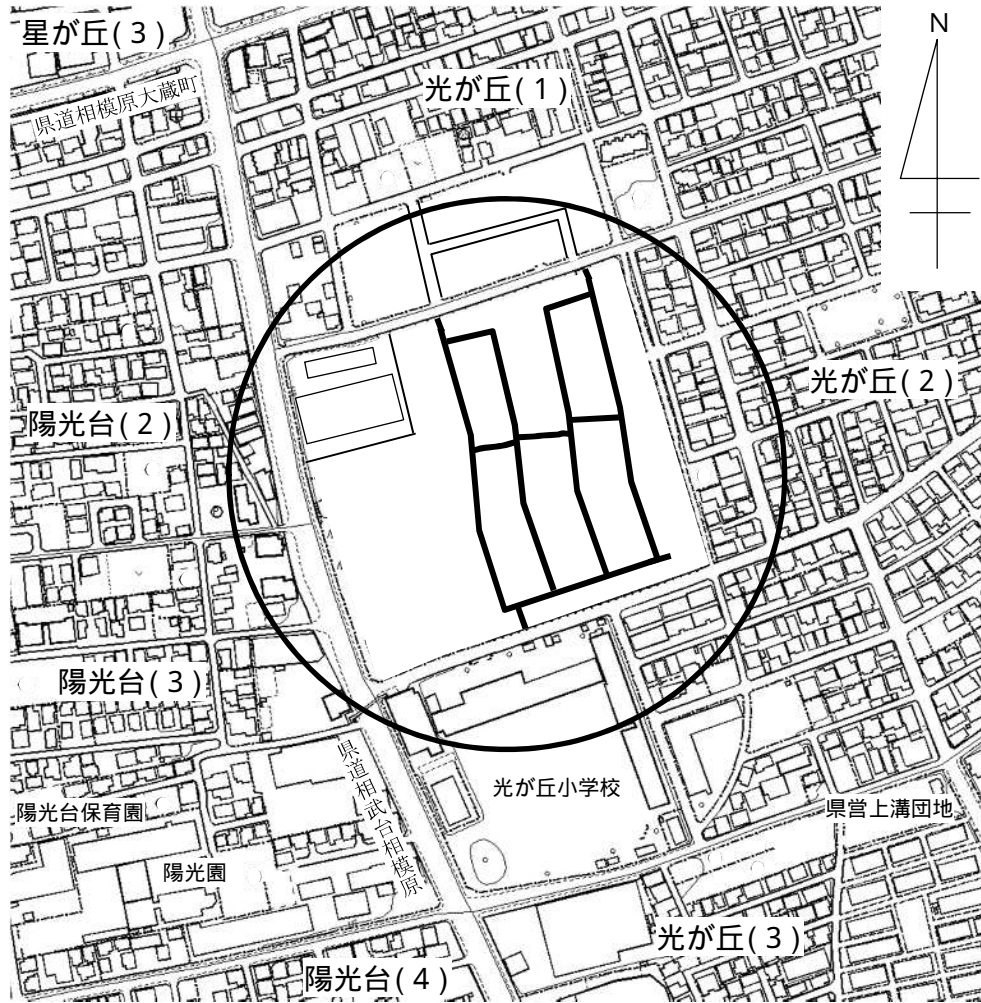 星が丘(3)
N
県道相模原大蔵町
光が丘(1)
光が丘(2)
陽光台(2)
陽光台(3)
県道相武台相模原
光が丘小学校
陽光台保育園
県営上溝団地
陽光園
光が丘(3)
陽光台(4)